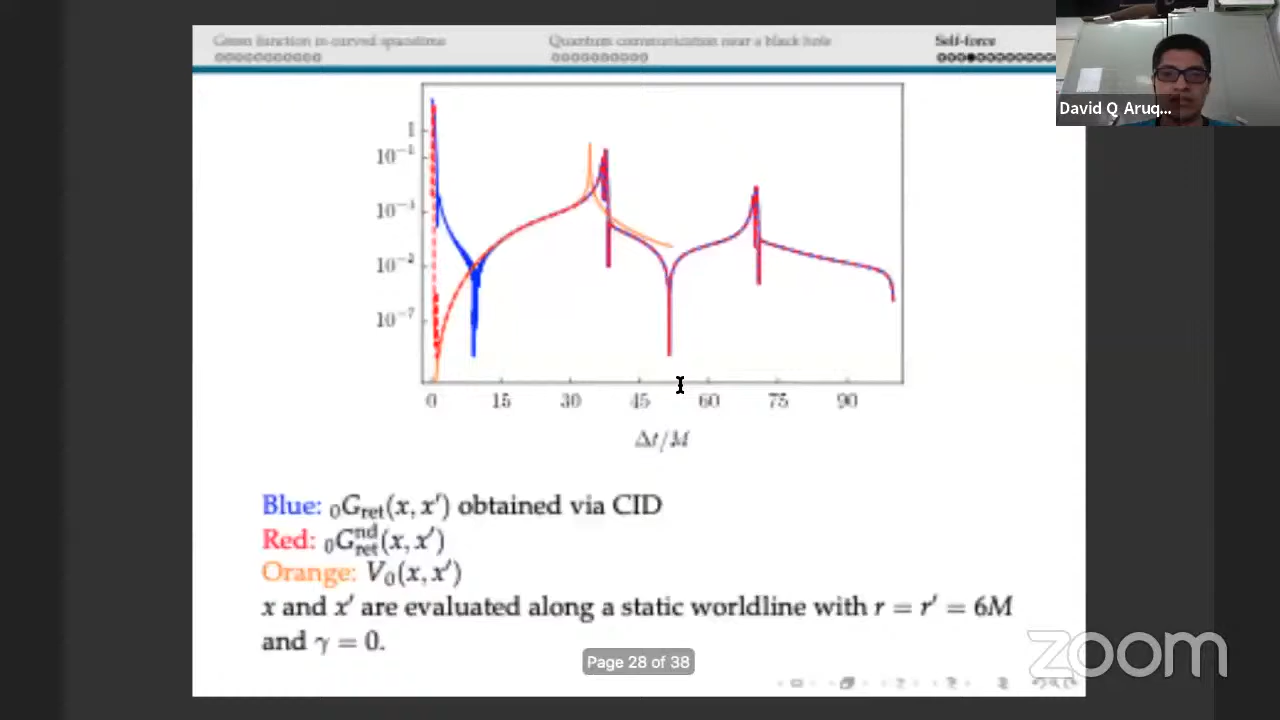 Green function in curved spacetime
Quantum communication near a black hole
Self-force
David Q Aruq...
1
10⁻¹
10⁻³
10⁻⁷
0 15 30 45 60 75 90
Δt/M
Blue: ₀G_ret(x, x′) obtained via CID
Red: ₀G^nd_ret(x, x′)
Orange: V₀(x, x′)
x and x′ are evaluated along a static worldline with r = r′ = 6M
and γ = 0.
Page 28 of 38
zoom